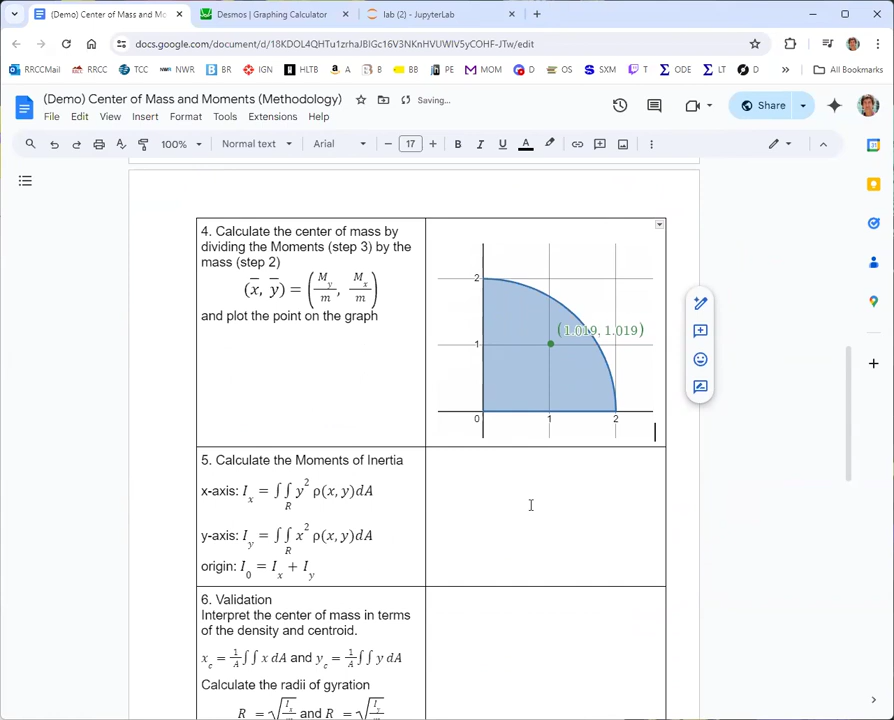 (Demo) Center of Mass and Mo
Desmos | Graphing Calculator
lab (2) - JupyterLab
docs.google.com/document/d/18KDOL4QHTu1zrhaJBIGc16V3NKnHVUWIV5yCOHF-JTw/edit
RRCCMail
RRCC
TCC
NWR
BR
IGN
HLTB
A
B
BB
PE
MOM
D
OS
SXM
T
ODE
LT
D
All Bookmarks
(Demo) Center of Mass and Moments (Methodology)
Saving...
File Edit View Insert Format Tools Extensions Help
Share
100%
Normal text
Arial
17
B I U A
4. Calculate the center of mass by
dividing the Moments (step 3) by the
mass (step 2)
(x̅, y̅) = (M_y/m, M_x/m)
and plot the point on the graph
2
(1.019, 1.019)
1
0 1 2
5. Calculate the Moments of Inertia
x-axis: I_x = ∫∫_R y² ρ(x, y)dA
y-axis: I_y = ∫∫_R x² ρ(x, y)dA
origin: I_0 = I_x + I_y
6. Validation
Interpret the center of mass in terms
of the density and centroid.
x_c = 1/A ∫∫ x dA and y_c = 1/A ∫∫ y dA
Calculate the radii of gyration
R = √(I_x/m) and R = √(I_y/m)